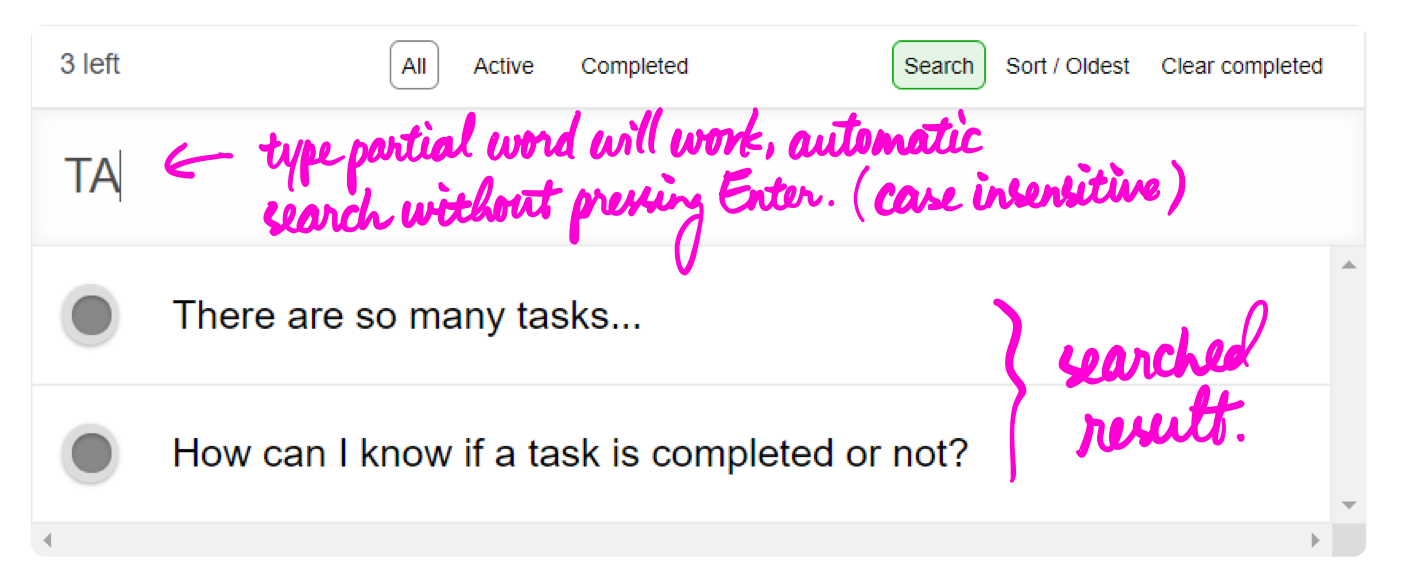 3 left All Active Completed Search Sort / Oldest Clear completed
TA ← type partial word will work, automatic
search without pressing Enter. (case insensitive)
There are so many tasks...
How can I know if a task is completed or not?
searched
result.